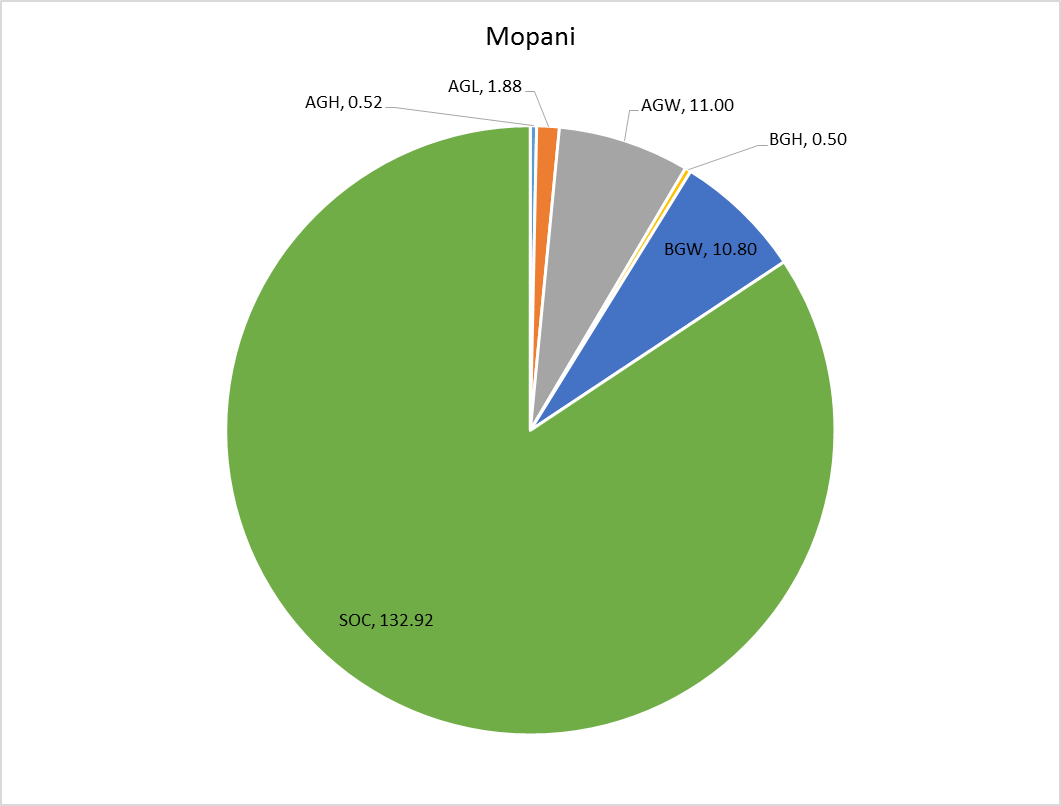 Mopani
AGH, 0.52
AGL, 1.88
AGW, 11.00
BGH, 0.50
BGW, 10.80
SOC, 132.92